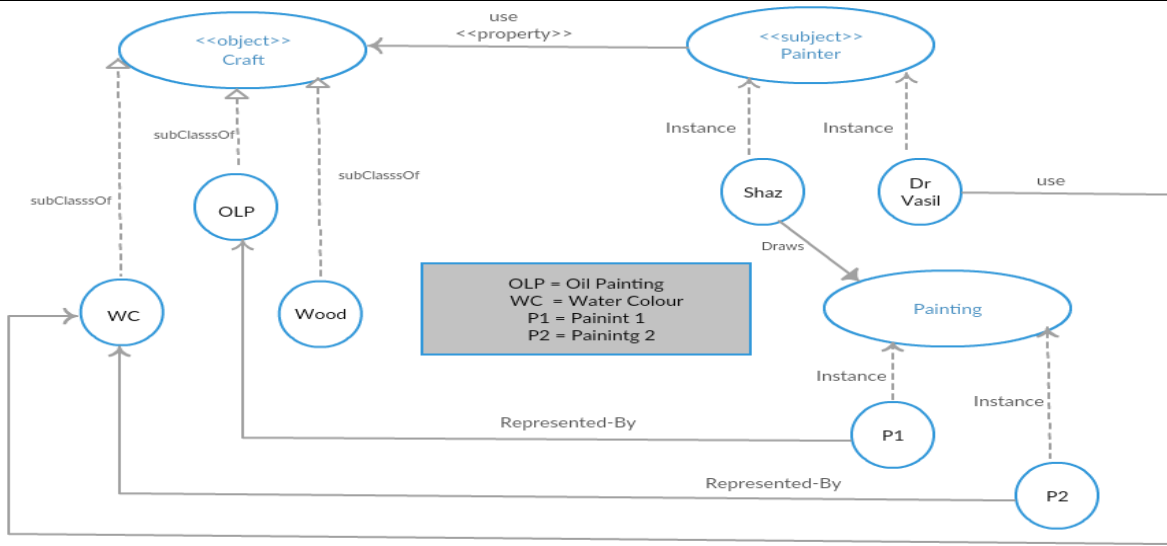 use
<<property>>
<<object>>
Craft
<<subject>>
Painter
subClasssOf
subClasssOf
subClasssOf
Instance
Instance
OLP
Shaz
Dr
Vasil
use
Draws
WC
Wood
OLP = Oil Painting
WC = Water Colour
P1 = Painint 1
P2 = Painintg 2
Painting
Instance
Instance
Represented-By
P1
Represented-By
P2